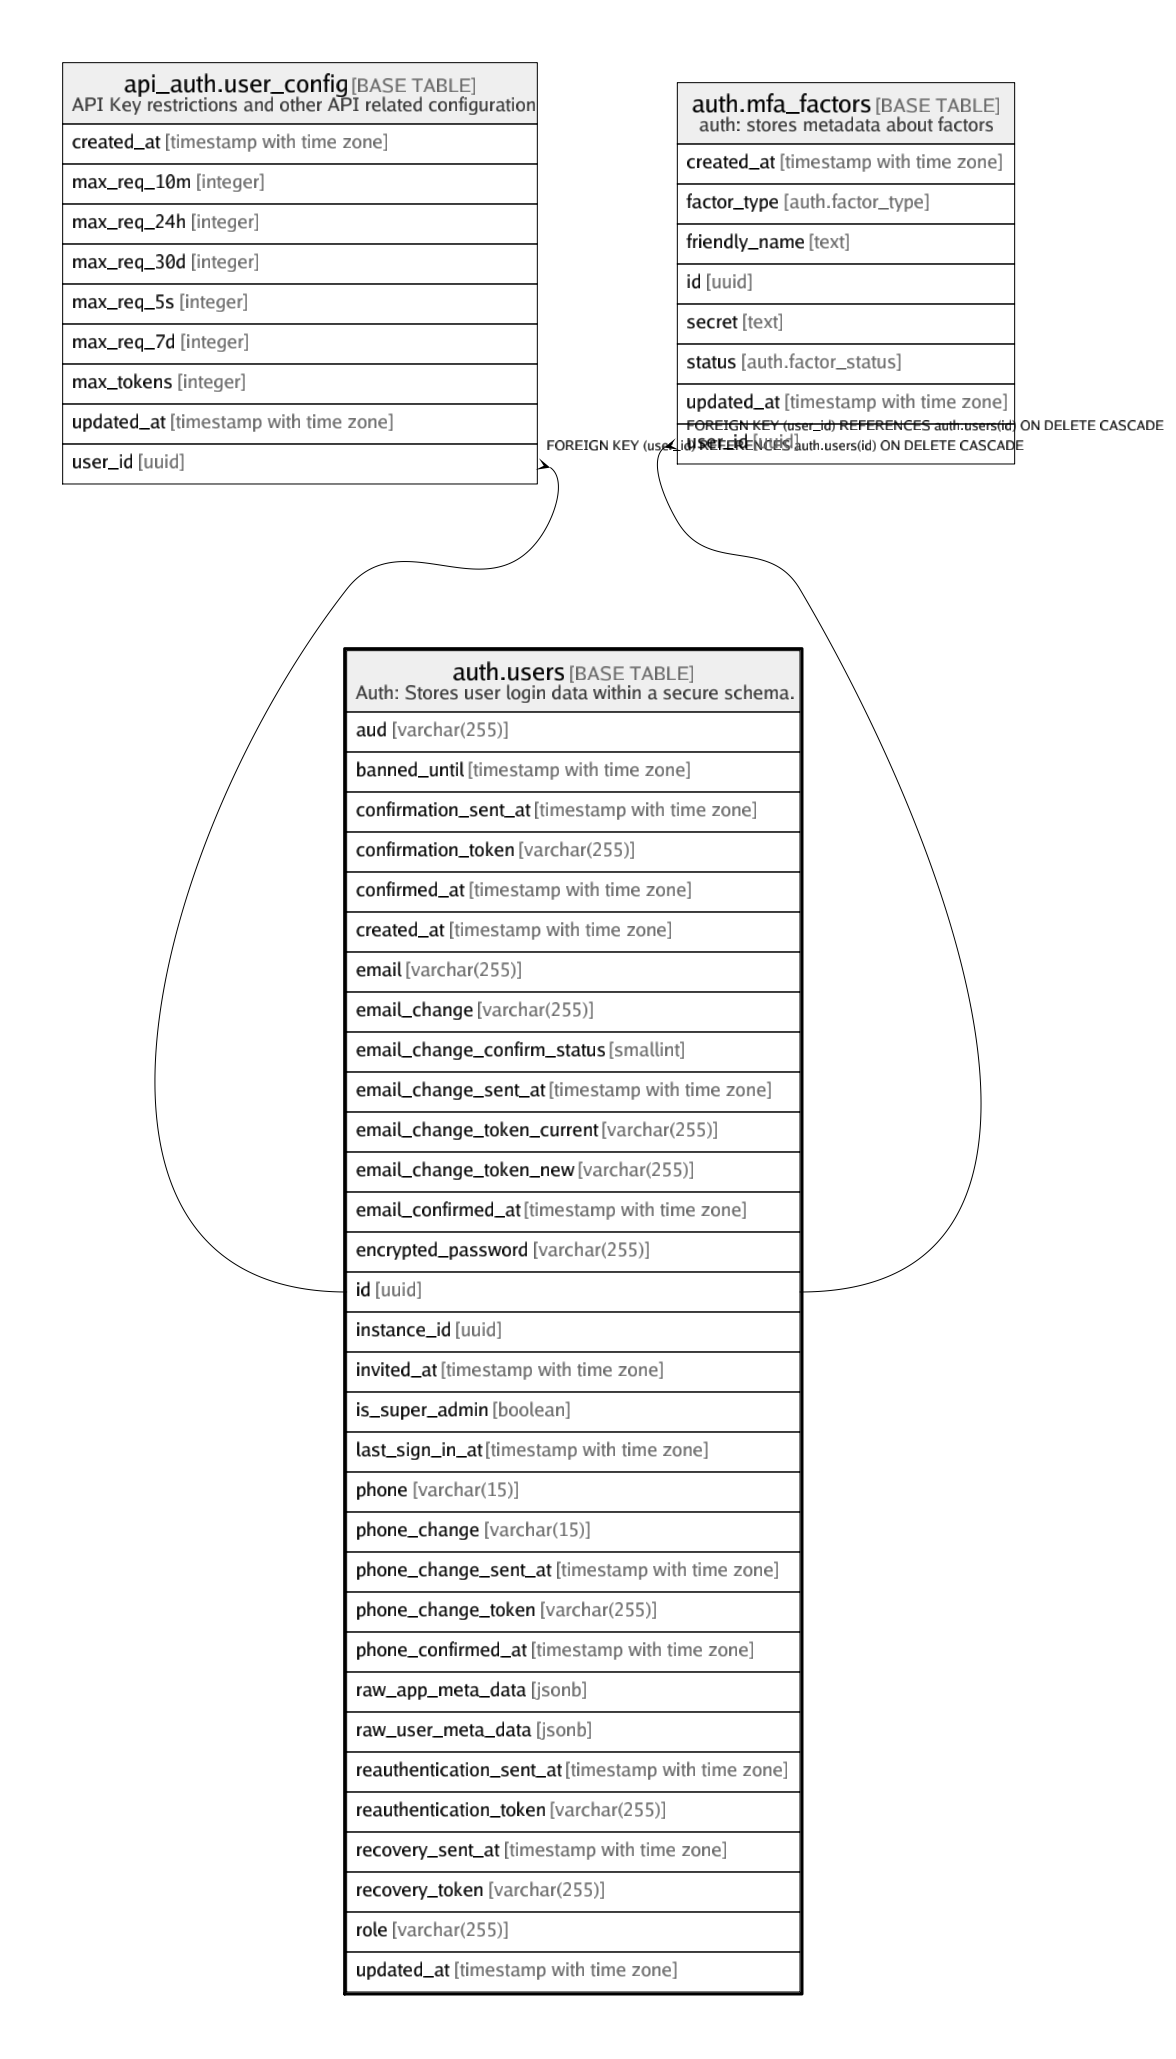 api_auth.user_config [BASE TABLE]
API Key restrictions and other API related configuration
created_at [timestamp with time zone]
max_req_10m [integer]
max_req_24h [integer]
max_req_30d [integer]
max_req_5s [integer]
max_req_7d [integer]
max_tokens [integer]
updated_at [timestamp with time zone]
user_id [uuid]
auth.mfa_factors [BASE TABLE]
auth: stores metadata about factors
created_at [timestamp with time zone]
factor_type [auth.factor_type]
friendly_name [text]
id [uuid]
secret [text]
status [auth.factor_status]
updated_at [timestamp with time zone]
FOREIGN KEY (user_id) REFERENCES auth.users(id) ON DELETE CASCADE
user_id [uuid]
FOREIGN KEY (user_id) REFERENCES auth.users(id) ON DELETE CASCADE
auth.users [BASE TABLE]
Auth: Stores user login data within a secure schema.
aud [varchar(255)]
banned_until [timestamp with time zone]
confirmation_sent_at [timestamp with time zone]
confirmation_token [varchar(255)]
confirmed_at [timestamp with time zone]
created_at [timestamp with time zone]
email [varchar(255)]
email_change [varchar(255)]
email_change_confirm_status [smallint]
email_change_sent_at [timestamp with time zone]
email_change_token_current [varchar(255)]
email_change_token_new [varchar(255)]
email_confirmed_at [timestamp with time zone]
encrypted_password [varchar(255)]
id [uuid]
instance_id [uuid]
invited_at [timestamp with time zone]
is_super_admin [boolean]
last_sign_in_at [timestamp with time zone]
phone [varchar(15)]
phone_change [varchar(15)]
phone_change_sent_at [timestamp with time zone]
phone_change_token [varchar(255)]
phone_confirmed_at [timestamp with time zone]
raw_app_meta_data [jsonb]
raw_user_meta_data [jsonb]
reauthentication_sent_at [timestamp with time zone]
reauthentication_token [varchar(255)]
recovery_sent_at [timestamp with time zone]
recovery_token [varchar(255)]
role [varchar(255)]
updated_at [timestamp with time zone]